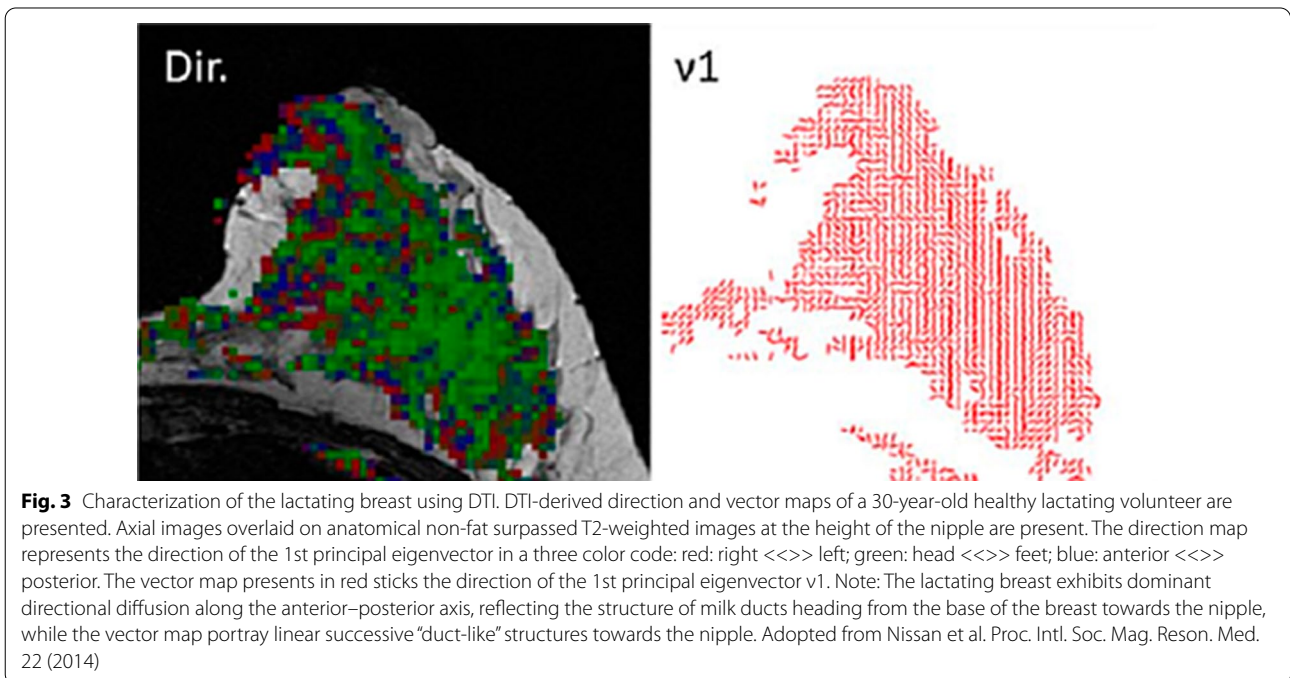 Dir.
v1
Fig. 3 Characterization of the lactating breast using DTI. DTI-derived direction and vector maps of a 30-year-old healthy lactating volunteer are
presented. Axial images overlaid on anatomical non-fat surpassed T2-weighted images at the height of the nipple are present. The direction map
represents the direction of the 1st principal eigenvector in a three color code: red: right <<>> left; green: head <<>> feet; blue: anterior <<>>
posterior. The vector map presents in red sticks the direction of the 1st principal eigenvector v1. Note: The lactating breast exhibits dominant
directional diffusion along the anterior–posterior axis, reflecting the structure of milk ducts heading from the base of the breast towards the nipple,
while the vector map portray linear successive “duct-like” structures towards the nipple. Adopted from Nissan et al. Proc. Intl. Soc. Mag. Reson. Med.
22 (2014)